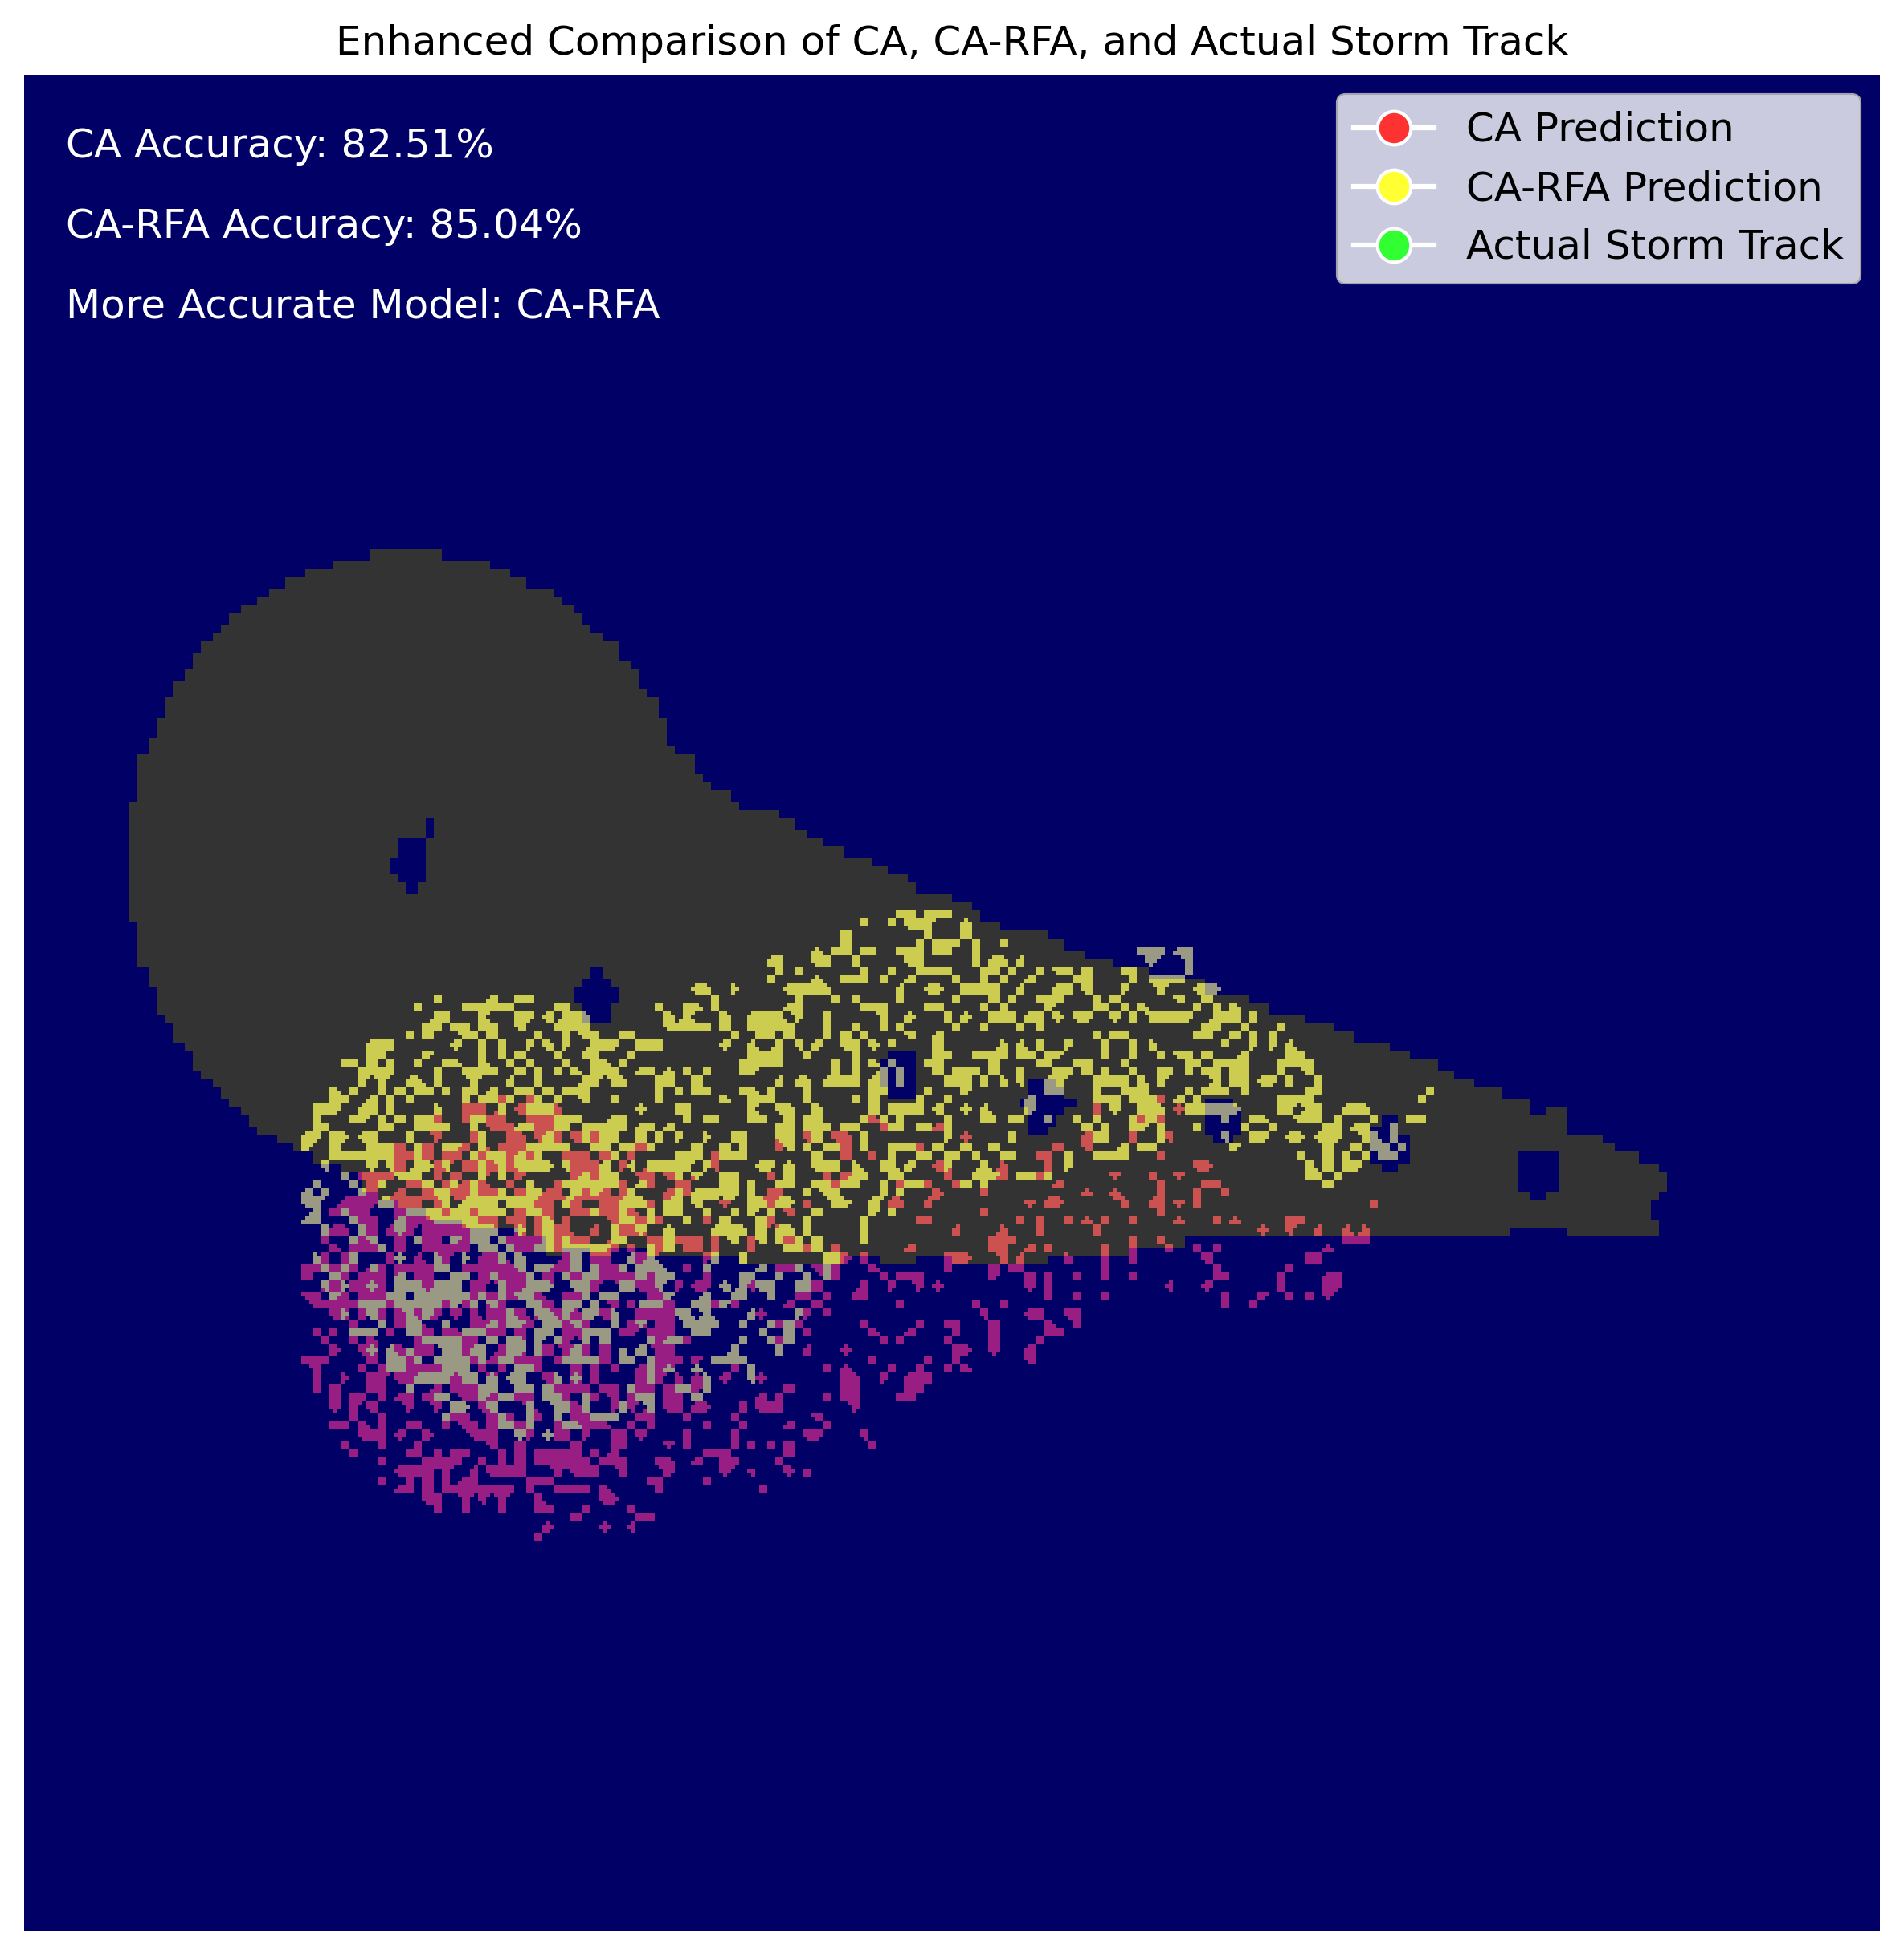 Enhanced Comparison of CA, CA-RFA, and Actual Storm Track
CA Accuracy: 82.51%
CA-RFA Accuracy: 85.04%
More Accurate Model: CA-RFA
CA Prediction
CA-RFA Prediction
Actual Storm Track